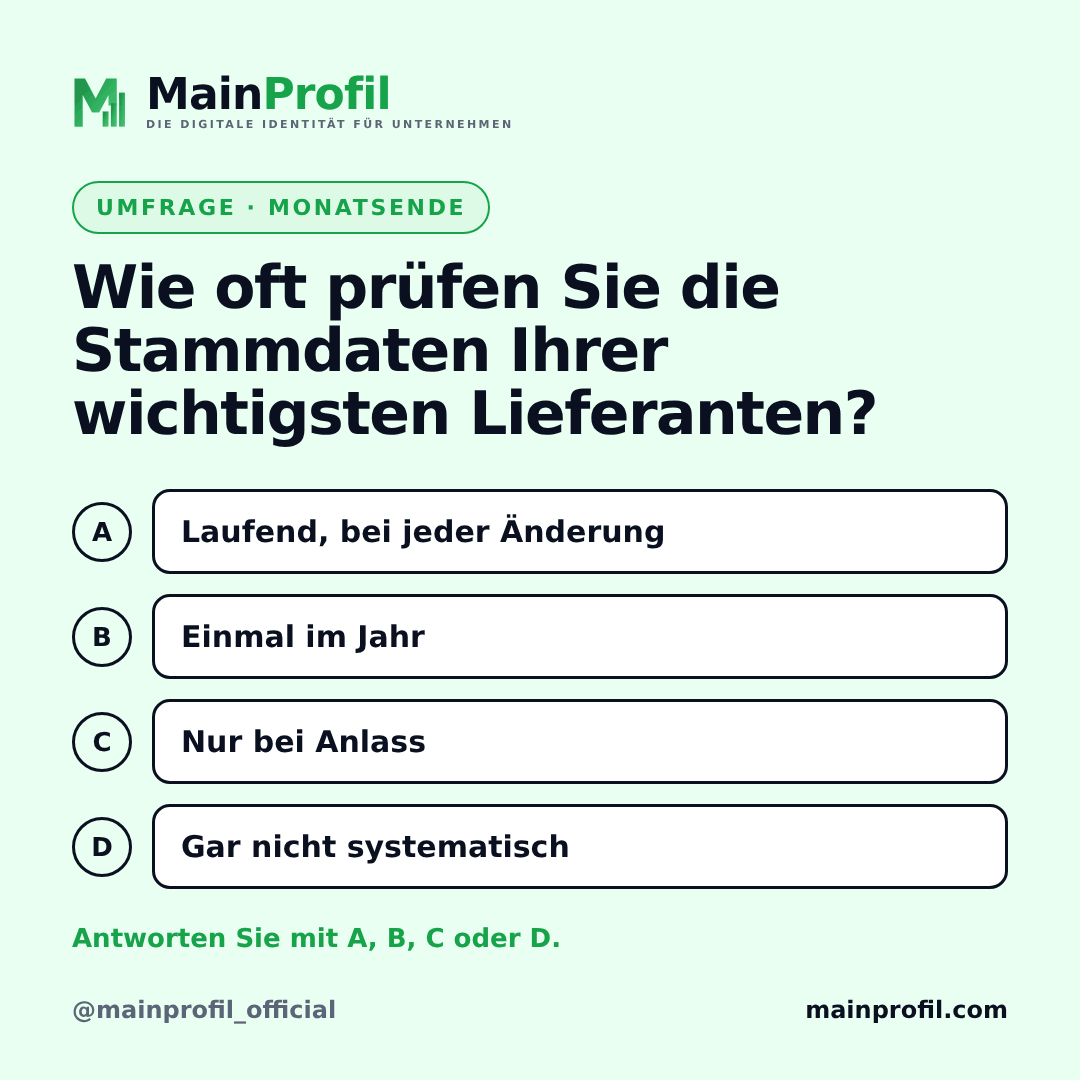 MainProfil
DIE DIGITALE IDENTITÄT FÜR UNTERNEHMEN
UMFRAGE · MONATSENDE
Wie oft prüfen Sie die
Stammdaten Ihrer
wichtigsten Lieferanten?
A Laufend, bei jeder Änderung
B Einmal im Jahr
C Nur bei Anlass
D Gar nicht systematisch
Antworten Sie mit A, B, C oder D.
@mainprofil_official mainprofil.com